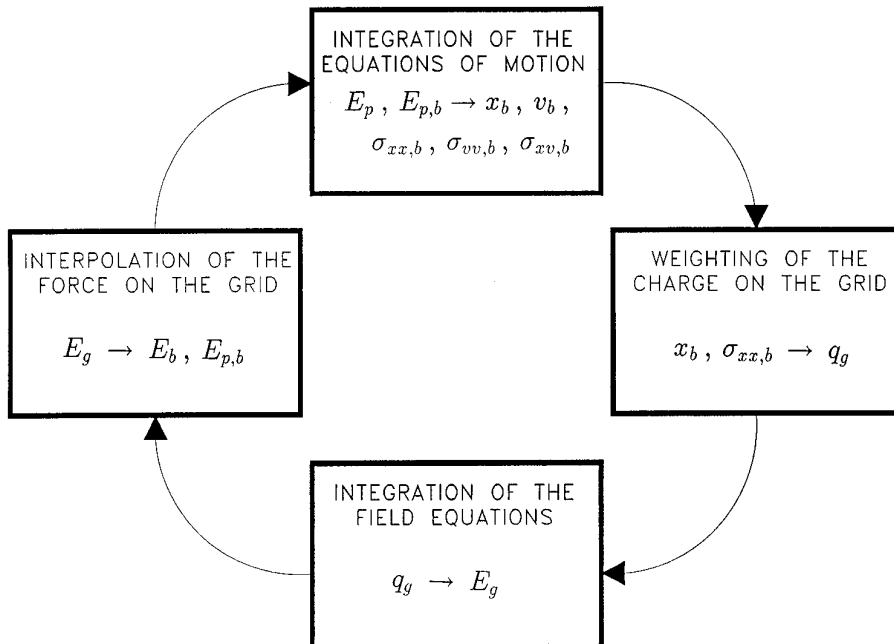 INTEGRATION OF THE
EQUATIONS OF MOTION
E_p , E_{p,b} → x_b , v_b ,
σ_{xx,b} , σ_{vv,b} , σ_{xv,b}
WEIGHTING OF THE
CHARGE ON THE GRID
x_b , σ_{xx,b} → q_g
INTEGRATION OF THE
FIELD EQUATIONS
q_g → E_g
INTERPOLATION OF THE
FORCE ON THE GRID
E_g → E_b , E_{p,b}